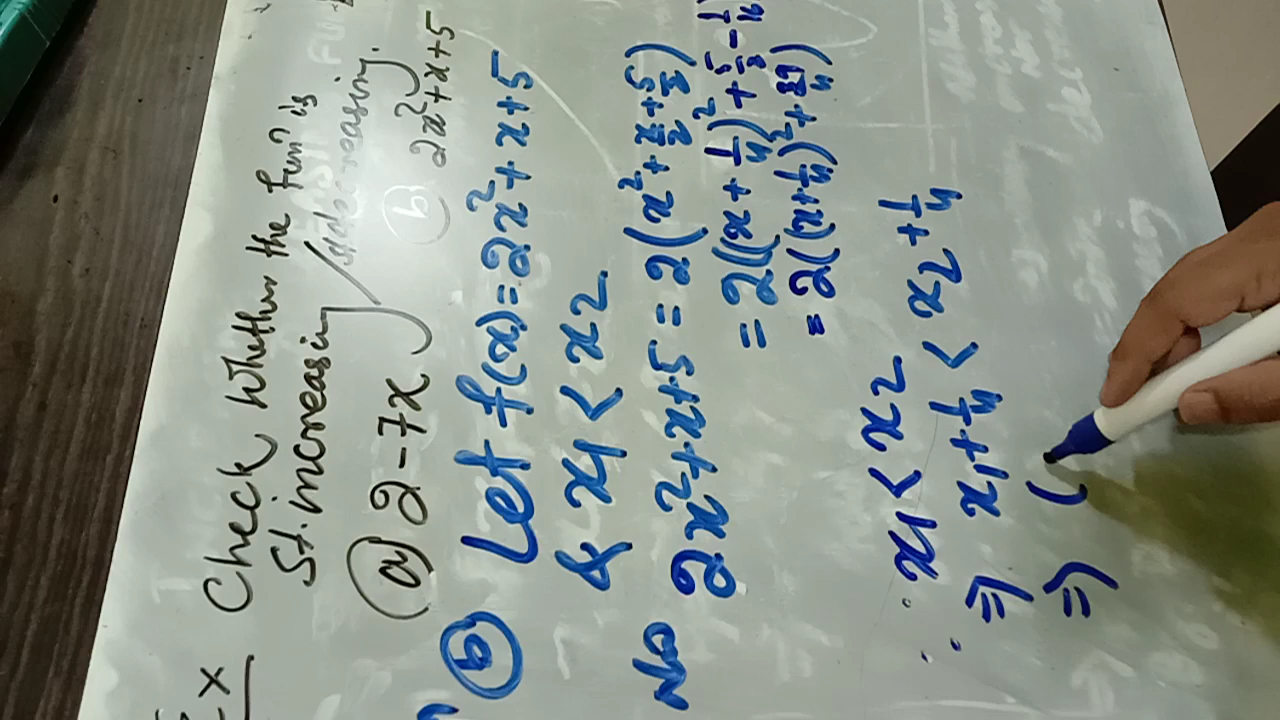 Ex Check whether the funⁿ is
st. increasing / st. decreasing.
(a) 2 - 7x (b) 2x² + x + 5
(b) Let f(x) = 2x² + x + 5
& x1 < x2
Now 2x² + x + 5 = 2(x² + x/2 + 5/2)
= 2((x + 1/4)² + 5/2 - 1/16
= 2((x + 1/4)² + 39/4)
∴ x1 < x2
⇒ x1 + 1/4 < x2 + 1/4
⇒ (